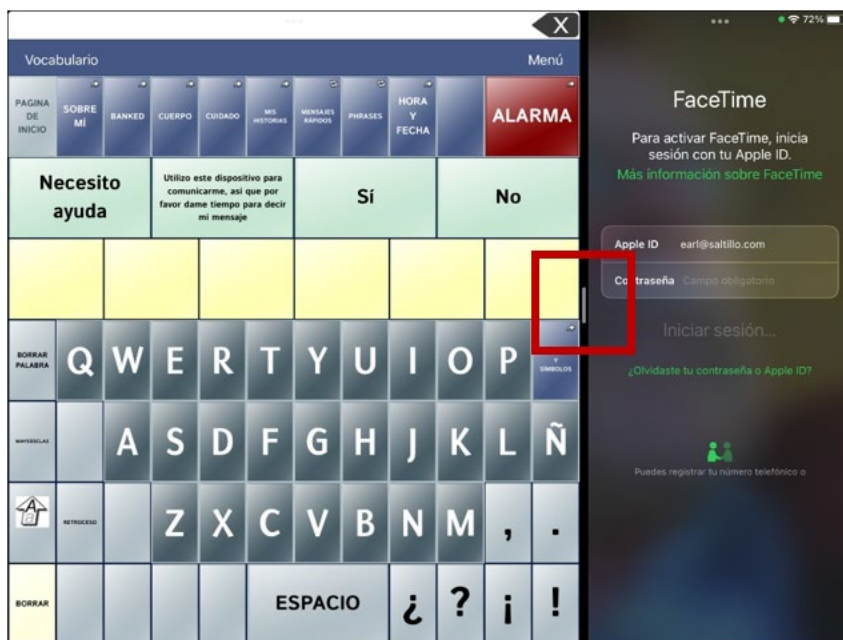 X
72%
Vocabulario
Menú
PAGINA
DE
INICIO
SOBRE
MÍ
BANKED
CUERPO
CUIDADO
MIS
HISTORIAS
MENSAJES
RÁPIDOS
PHRASES
HORA
Y
FECHA
ALARMA
Necesito
ayuda
Utilizo este dispositivo para
comunicarme, asi que por
favor dame tiempo para decir
mi mensaje
Sí
No
BORRAR
PALABRA
Q W E R T Y U I O P
Y
SÍMBOLOS
MAYÚSCULAS
A S D F G H J K L Ñ
A
a
RETROCESO
Z X C V B N M , .
BORRAR
ESPACIO
¿ ? ¡ !
FaceTime
Para activar FaceTime, inicia
sesión con tu Apple ID.
Más información sobre FaceTime
Apple ID earl@saltillo.com
Contraseña Campo obligatorio
Iniciar sesión...
¿Olvidaste tu contraseña o Apple ID?
Puedes registrar tu número telefónico o